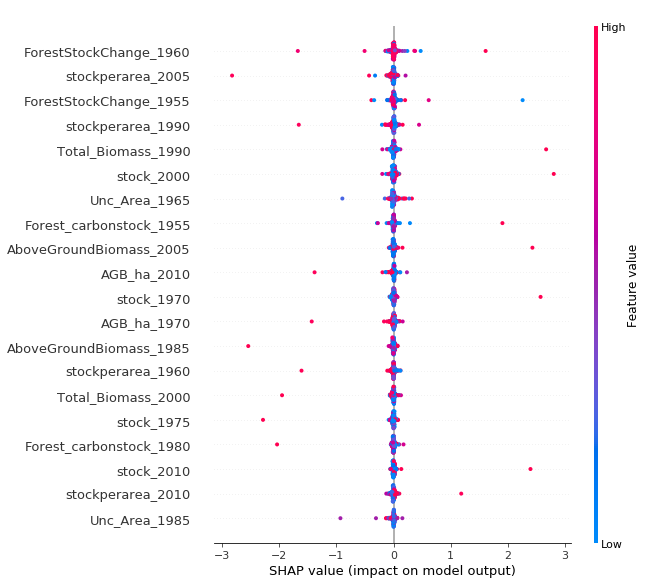 High
ForestStockChange_1960
stockperarea_2005
ForestStockChange_1955
stockperarea_1990
Total_Biomass_1990
stock_2000
Unc_Area_1965
Forest_carbonstock_1955
AboveGroundBiomass_2005
AGB_ha_2010
stock_1970
AGB_ha_1970
AboveGroundBiomass_1985
stockperarea_1960
Total_Biomass_2000
stock_1975
Forest_carbonstock_1980
stock_2010
stockperarea_2010
Unc_Area_1985
Feature value
Low
−3 −2 −1 0 1 2 3
SHAP value (impact on model output)